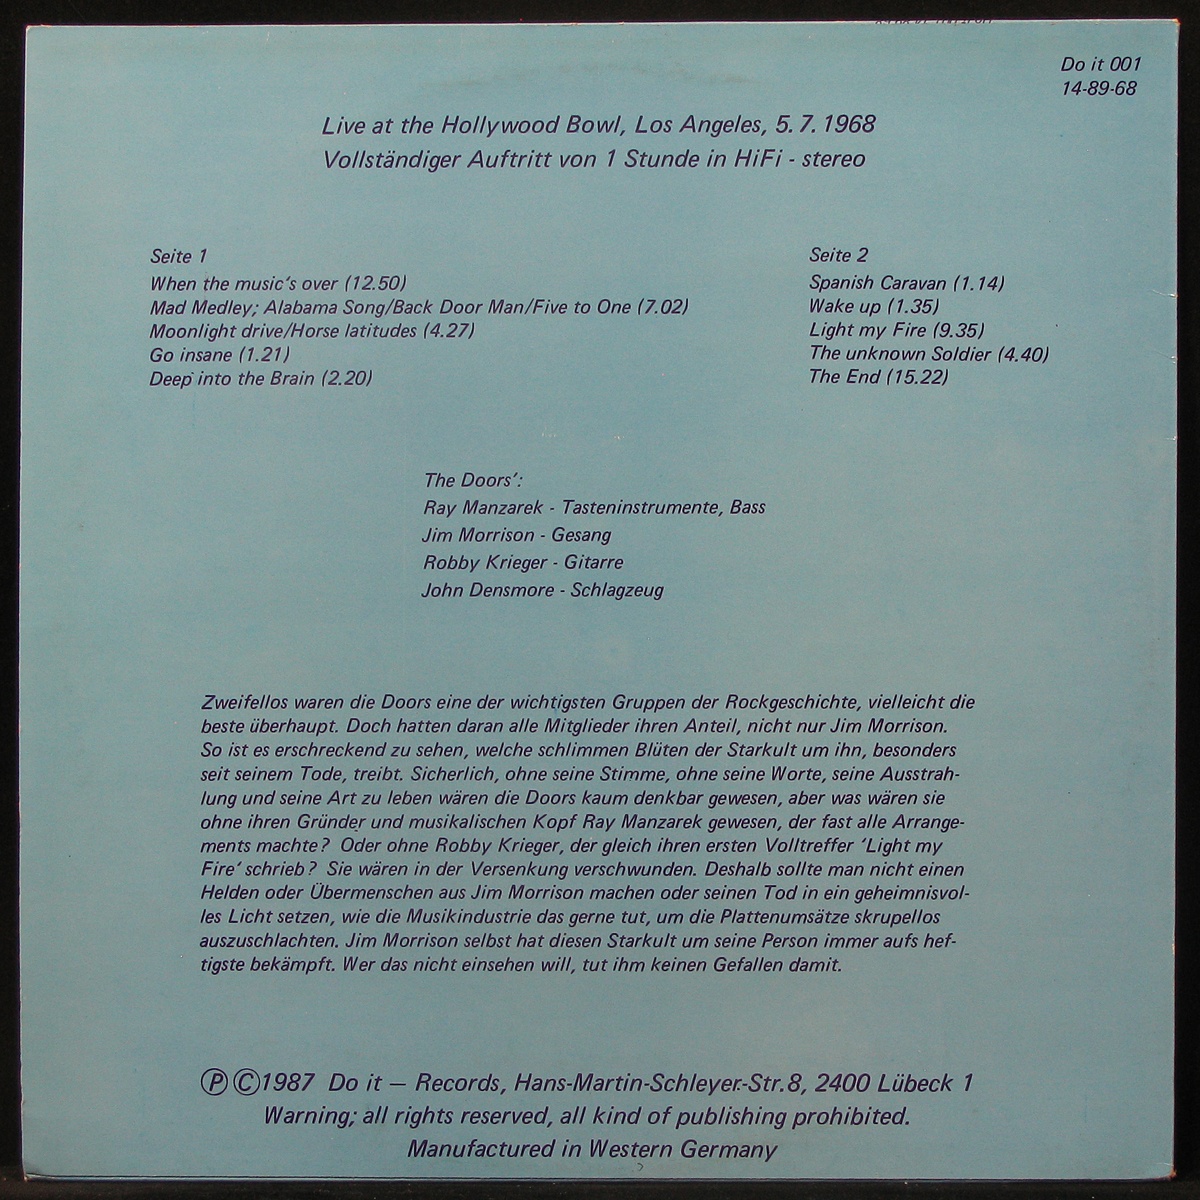 Do it 001
14-89-68
Live at the Hollywood Bowl, Los Angeles, 5. 7. 1968
Vollständiger Auftritt von 1 Stunde in HiFi - stereo
Seite 1
When the music's over (12.50)
Mad Medley; Alabama Song/Back Door Man/Five to One (7.02)
Moonlight drive/Horse latitudes (4.27)
Go insane (1.21)
Deep into the Brain (2.20)
Seite 2
Spanish Caravan (1.14)
Wake up (1.35)
Light my Fire (9.35)
The unknown Soldier (4.40)
The End (15.22)
The Doors':
Ray Manzarek - Tasteninstrumente, Bass
Jim Morrison - Gesang
Robby Krieger - Gitarre
John Densmore - Schlagzeug
Zweifellos waren die Doors eine der wichtigsten Gruppen der Rockgeschichte, vielleicht die
beste überhaupt. Doch hatten daran alle Mitglieder ihren Anteil, nicht nur Jim Morrison.
So ist es erschreckend zu sehen, welche schlimmen Blüten der Starkult um ihn, besonders
seit seinem Tode, treibt. Sicherlich, ohne seine Stimme, ohne seine Worte, seine Ausstrah-
lung und seine Art zu leben wären die Doors kaum denkbar gewesen, aber was wären sie
ohne ihren Gründer und musikalischen Kopf Ray Manzarek gewesen, der fast alle Arrange-
ments machte? Oder ohne Robby Krieger, der gleich ihren ersten Volltreffer 'Light my
Fire' schrieb? Sie wären in der Versenkung verschwunden. Deshalb sollte man nicht einen
Helden oder Übermenschen aus Jim Morrison machen oder seinen Tod in ein geheimnisvol-
les Licht setzen, wie die Musikindustrie das gerne tut, um die Plattenumsätze skrupellos
auszuschlachten. Jim Morrison selbst hat diesen Starkult um seine Person immer aufs hef-
tigste bekämpft. Wer das nicht einsehen will, tut ihm keinen Gefallen damit.
Ⓟ©1987 Do it — Records, Hans-Martin-Schleyer-Str. 8, 2400 Lübeck 1
Warning; all rights reserved, all kind of publishing prohibited.
Manufactured in Western Germany